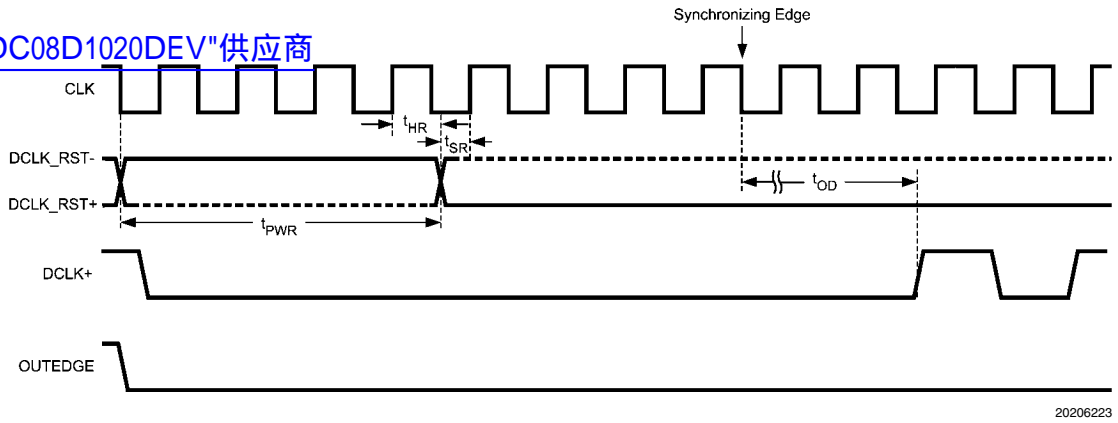 Synchronizing Edge
DC08D1020DEV"供应商
CLK
tHR
tSR
DCLK_RST-
tOD
DCLK_RST+
tPWR
DCLK+
OUTEDGE
20206223